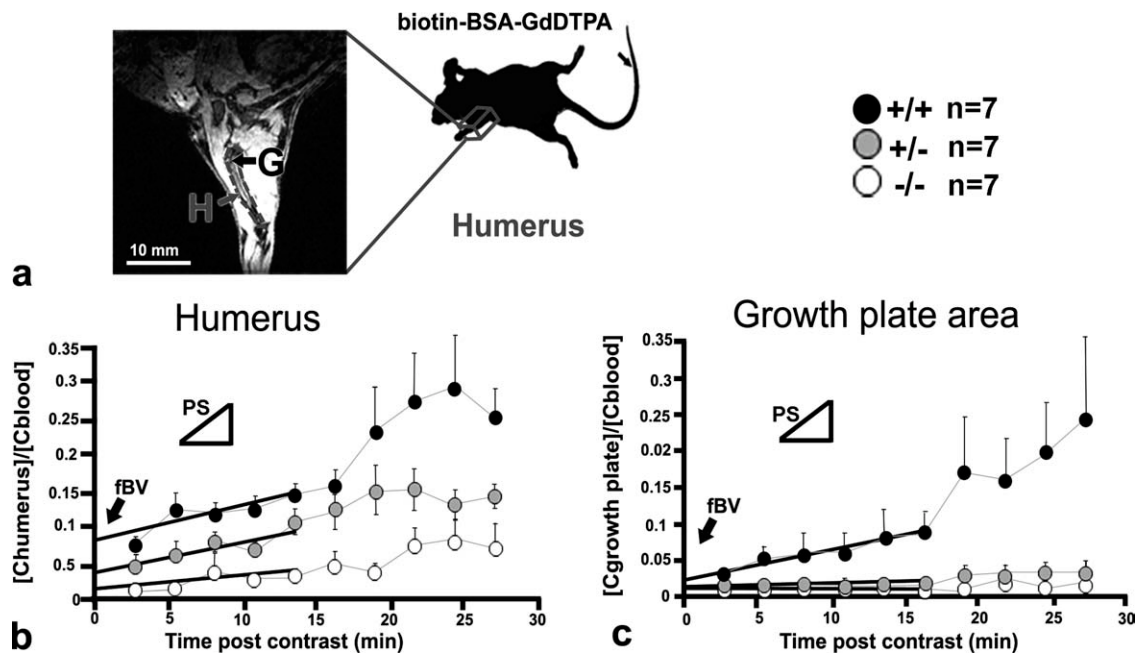 biotin-BSA-GdDTPA
G
H
10 mm
Humerus
+/+ n=7
+/- n=7
-/- n=7
a
Humerus
[Chumerus]/[Cblood]
0.35
0.3
0.25
0.2
0.15
0.1
0.5
0
PS
fBV
0 5 10 15 20 25 30
Time post contrast (min)
b
Growth plate area
[Cgrowth plate]/[Cblood]
0.35
0.3
0.25
0.02
0.15
0.1
0.05
0
PS
fBV
0 5 10 15 20 25 30
Time post contrast (min)
c